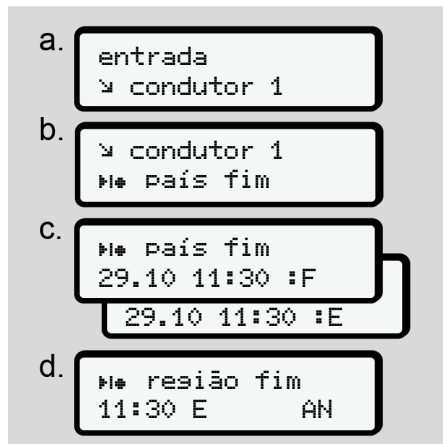 a.
entrada
condutor 1
b.
condutor 1
país fim
c.
país fim
29.10 11:30 :F
29.10 11:30 :E
d.
região fim
11:30 E AN